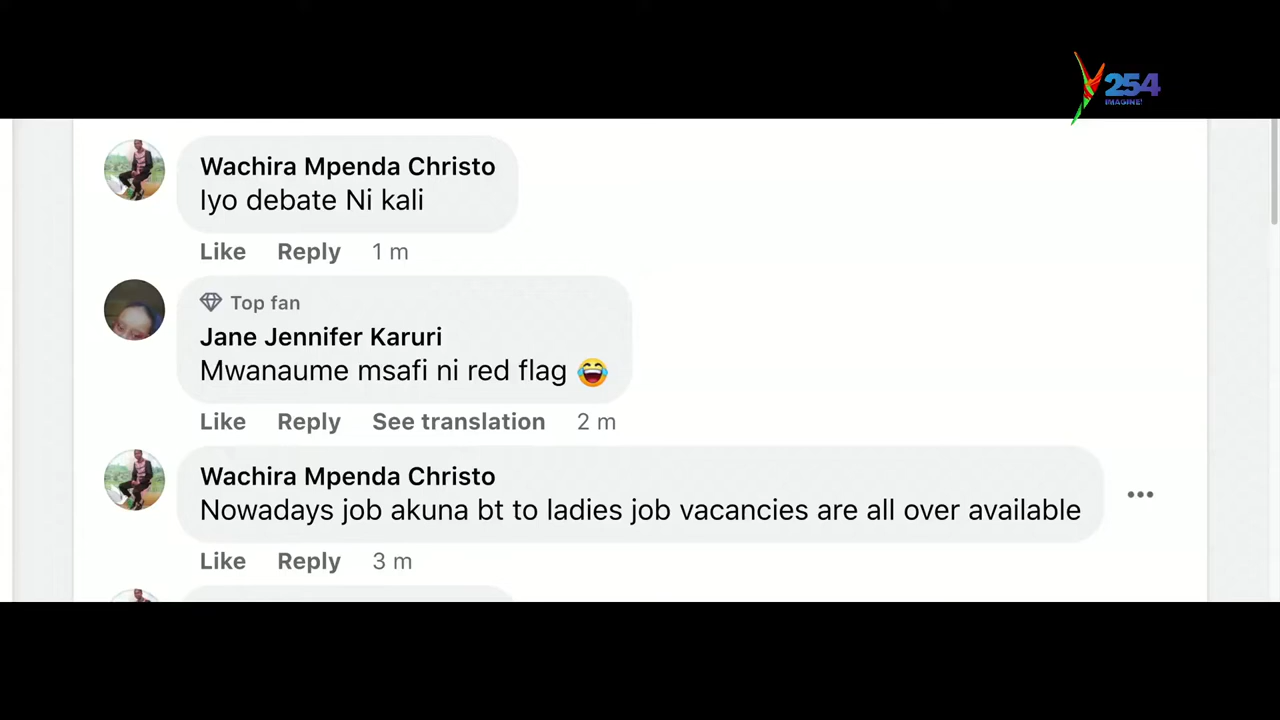 254
IMAGINE!
Wachira Mpenda Christo
Iyo debate Ni kali
Like Reply 1 m
Top fan
Jane Jennifer Karuri
Mwanaume msafi ni red flag 😂
Like Reply See translation 2 m
Wachira Mpenda Christo
Nowadays job akuna bt to ladies job vacancies are all over available
Like Reply 3 m